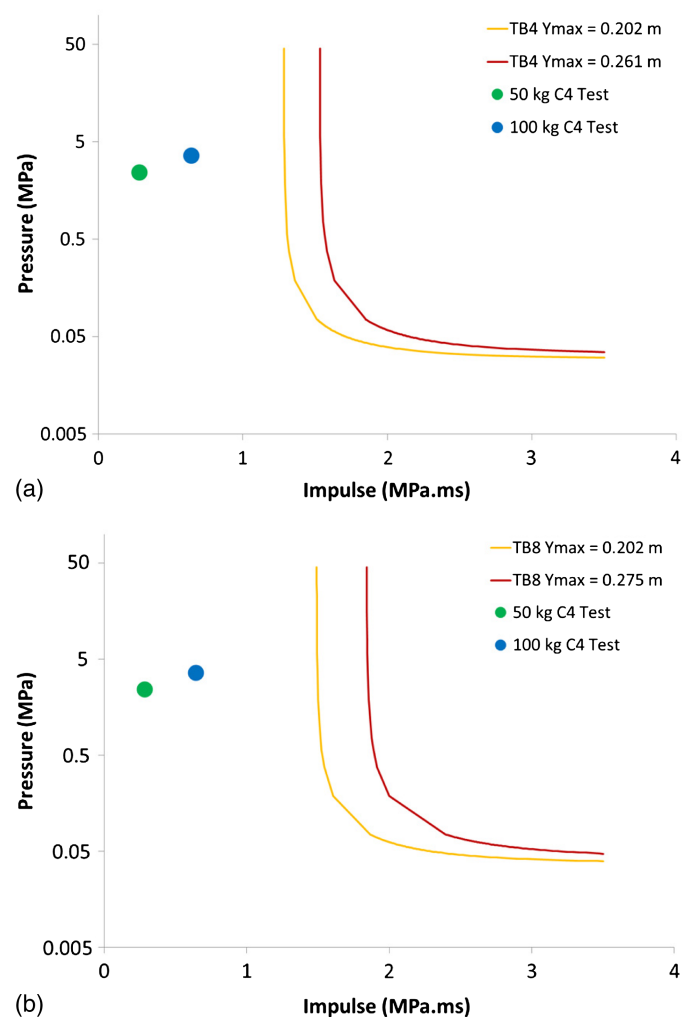 TB4 Ymax = 0.202 m
TB4 Ymax = 0.261 m
50 kg C4 Test
100 kg C4 Test
50
5
0.5
0.05
0.005
Pressure (MPa)
0 1 2 3 4
Impulse (MPa.ms)
(a)
TB8 Ymax = 0.202 m
TB8 Ymax = 0.275 m
50 kg C4 Test
100 kg C4 Test
50
5
0.5
0.05
0.005
Pressure (MPa)
0 1 2 3 4
Impulse (MPa.ms)
(b)